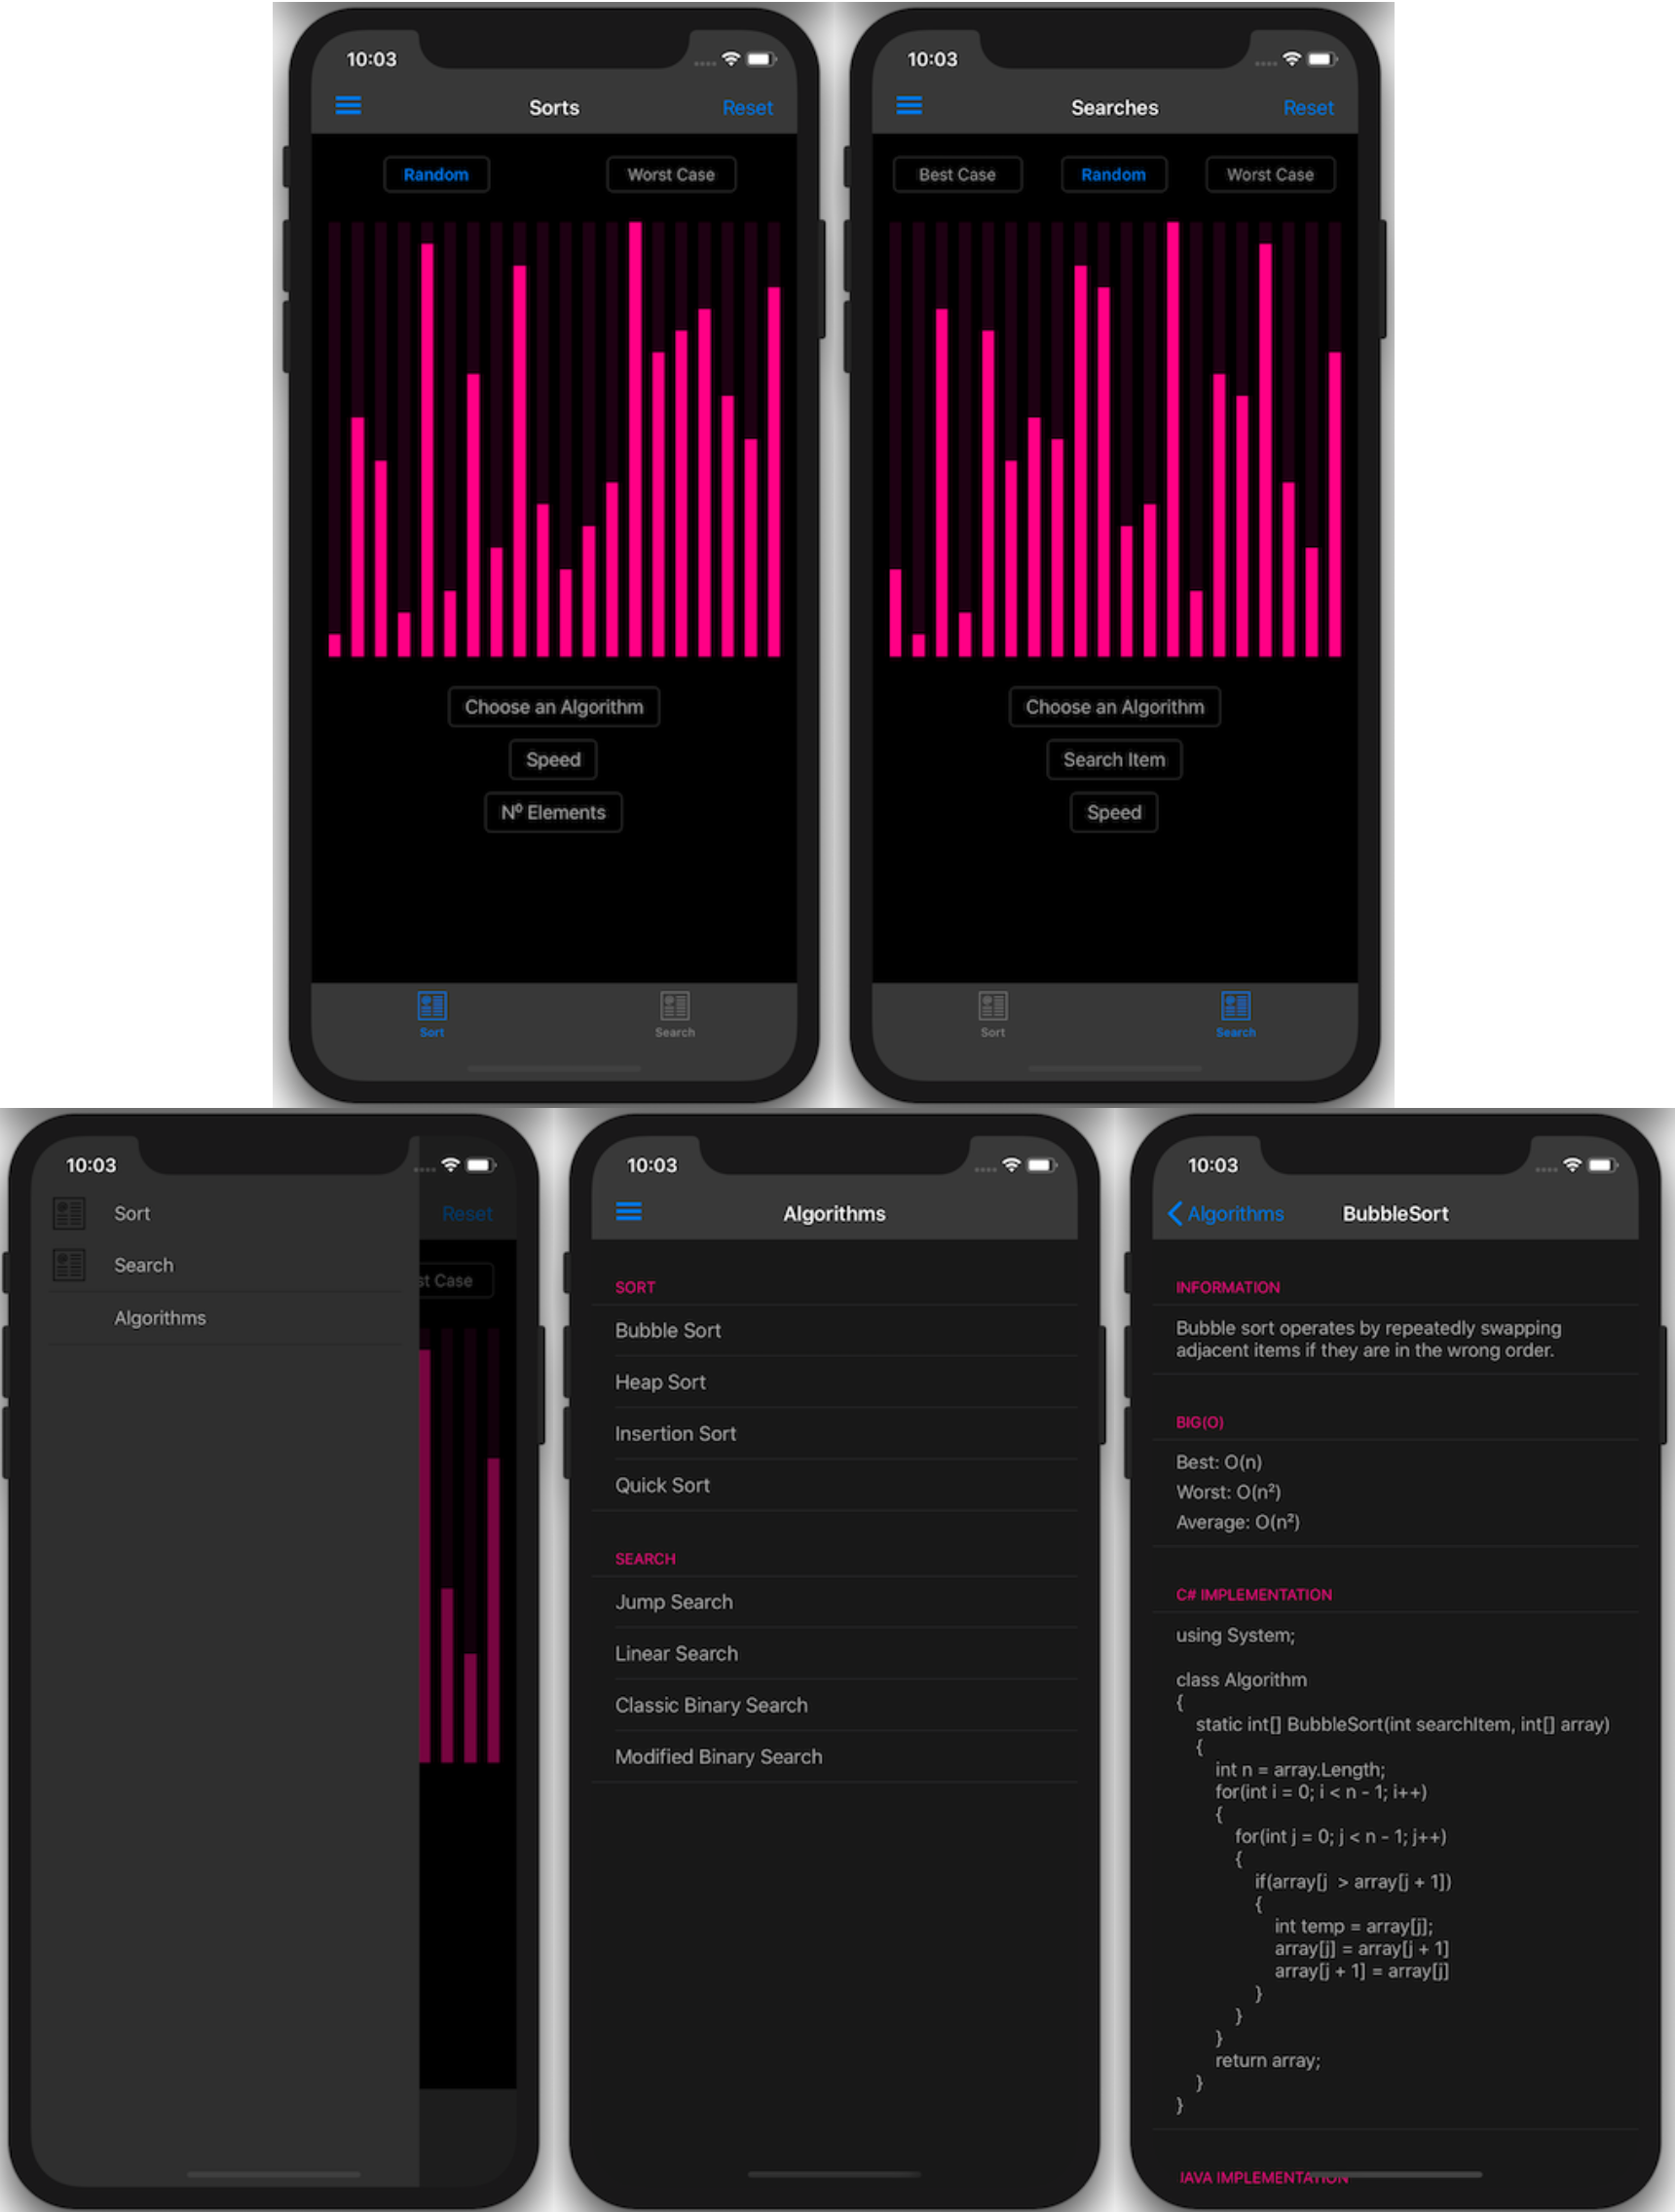 10:03
Sorts
Reset
Random
Worst Case
Choose an Algorithm
Speed
Nº Elements
Sort
Search
10:03
Searches
Reset
Best Case
Random
Worst Case
Choose an Algorithm
Search Item
Speed
Sort
Search
10:03
Sort
Reset
Search
st Case
Algorithms
10:03
Algorithms
SORT
Bubble Sort
Heap Sort
Insertion Sort
Quick Sort
SEARCH
Jump Search
Linear Search
Classic Binary Search
Modified Binary Search
10:03
Algorithms
BubbleSort
INFORMATION
Bubble sort operates by repeatedly swapping
adjacent items if they are in the wrong order.
BIG(O)
Best: O(n)
Worst: O(n²)
Average: O(n²)
C# IMPLEMENTATION
using System;
class Algorithm
{
static int[] BubbleSort(int searchItem, int[] array)
{
int n = array.Length;
for(int i = 0; i < n - 1; i++)
{
for(int j = 0; j < n - 1; j++)
{
if(array[j > array[j + 1])
{
int temp = array[j];
array[j] = array[j + 1]
array[j + 1] = array[j]
}
}
}
return array;
}
}
JAVA IMPLEMENTATION